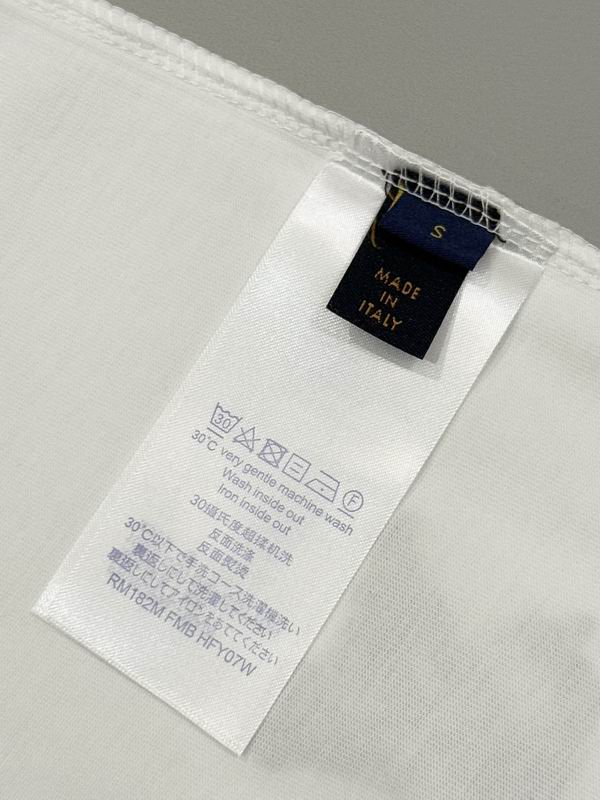 S
MADE
IN
ITALY
30
F
30°C very gentle machine wash
Wash inside out
Iron inside out
30攝氏度超揉机洗
反面洗滌
反面熨烫
30℃以下で手洗コース洗濯機洗い
裏返しにして洗濯してください
裏返しにしてアイロンをあててください
RM182M FMB HFY07W